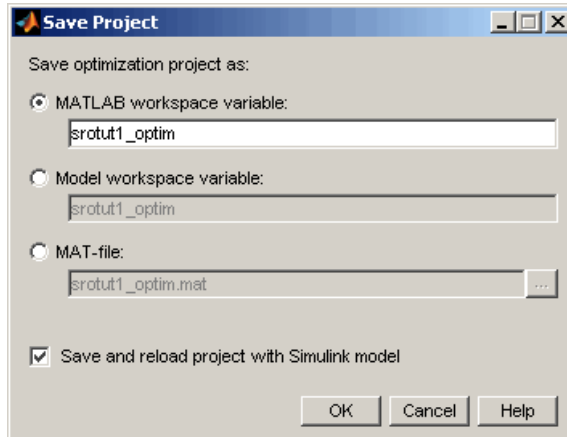 Save Project
Save optimization project as:
MATLAB workspace variable:
srotut1_optim
Model workspace variable:
srotut1_optim
MAT-file:
srotut1_optim.mat
...
Save and reload project with Simulink model
OK Cancel Help